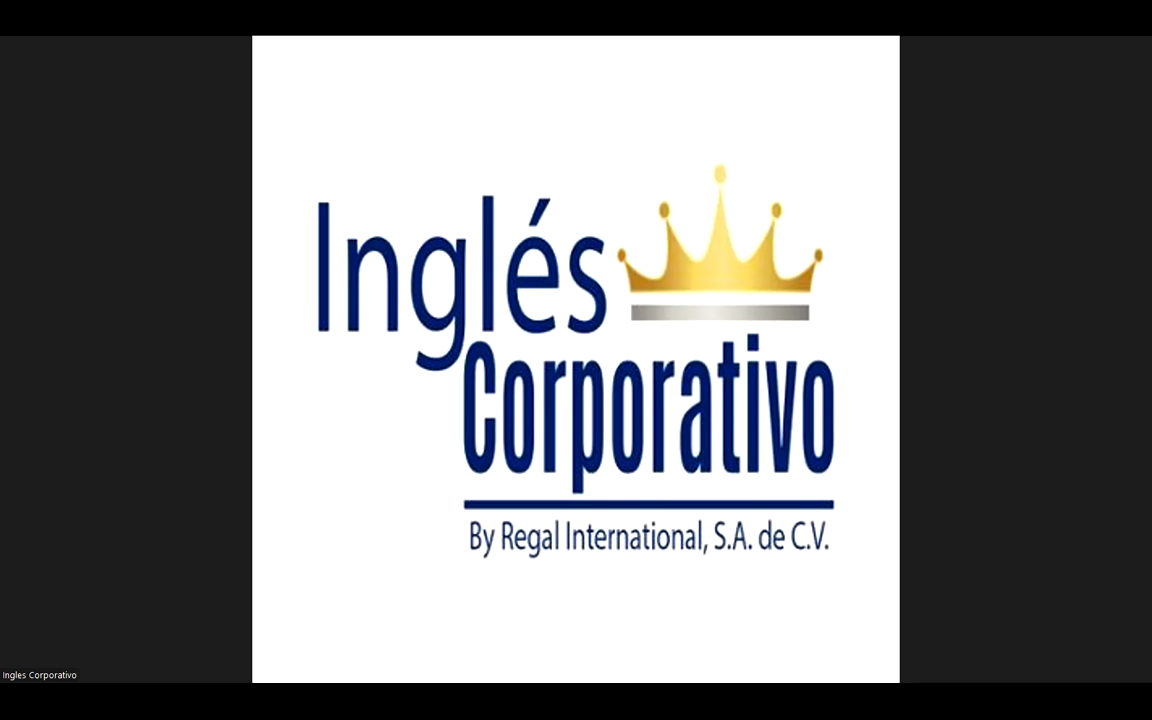 Inglés
Corporativo
By Regal International, S.A. de C.V.
Ingles Corporativo